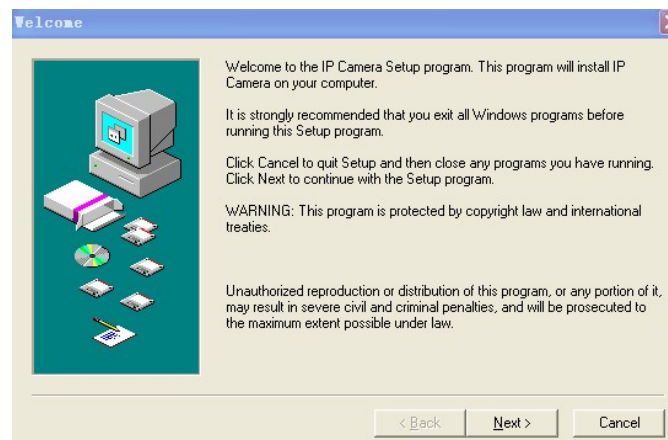 Welcome
Welcome to the IP Camera Setup program. This program will install IP
Camera on your computer.
It is strongly recommended that you exit all Windows programs before
running this Setup program.
Click Cancel to quit Setup and then close any programs you have running.
Click Next to continue with the Setup program.
WARNING: This program is protected by copyright law and international
treaties.
Unauthorized reproduction or distribution of this program, or any portion of it,
may result in severe civil and criminal penalties, and will be prosecuted to
the maximum extent possible under law.
< Back
Next >
Cancel